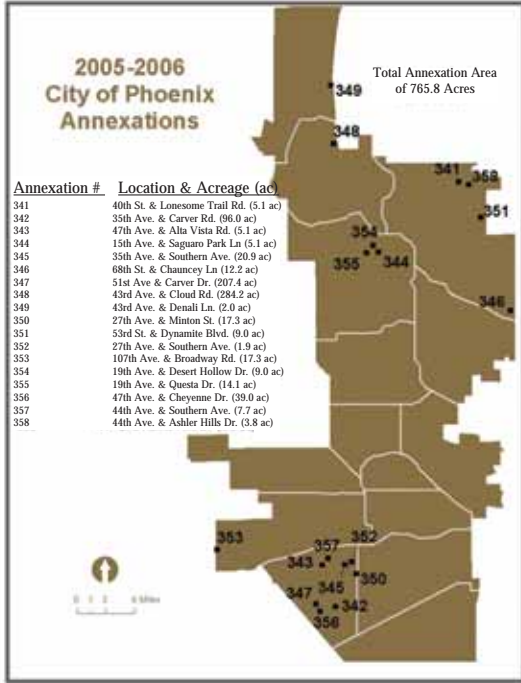 2005-2006
City of Phoenix
Annexations
Total Annexation Area
of 765.8 Acres
Annexation # Location & Acreage (ac)
341 40th St. & Lonesome Trail Rd. (5.1 ac)
342 35th Ave. & Carver Rd. (96.0 ac)
343 47th Ave. & Alta Vista Rd. (5.1 ac)
344 15th Ave. & Saguaro Park Ln (5.1 ac)
345 35th Ave. & Southern Ave. (20.9 ac)
346 68th St. & Chauncey Ln (12.2 ac)
347 51st Ave & Carver Dr. (207.4 ac)
348 43rd Ave. & Cloud Rd. (284.2 ac)
349 43rd Ave. & Denali Ln. (2.0 ac)
350 27th Ave. & Minton St. (17.3 ac)
351 53rd St. & Dynamite Blvd. (9.0 ac)
352 27th Ave. & Southern Ave. (1.9 ac)
353 107th Ave. & Broadway Rd. (17.3 ac)
354 19th Ave. & Desert Hollow Dr. (9.0 ac)
355 19th Ave. & Questa Dr. (14.1 ac)
356 47th Ave. & Cheyenne Dr. (39.0 ac)
357 44th Ave. & Southern Ave. (7.7 ac)
358 44th Ave. & Ashler Hills Dr. (3.8 ac)
349
348
341 358
351
354
355 344
346
353
357 352
343
345 350
347 342
356
0 1 2 4 Miles